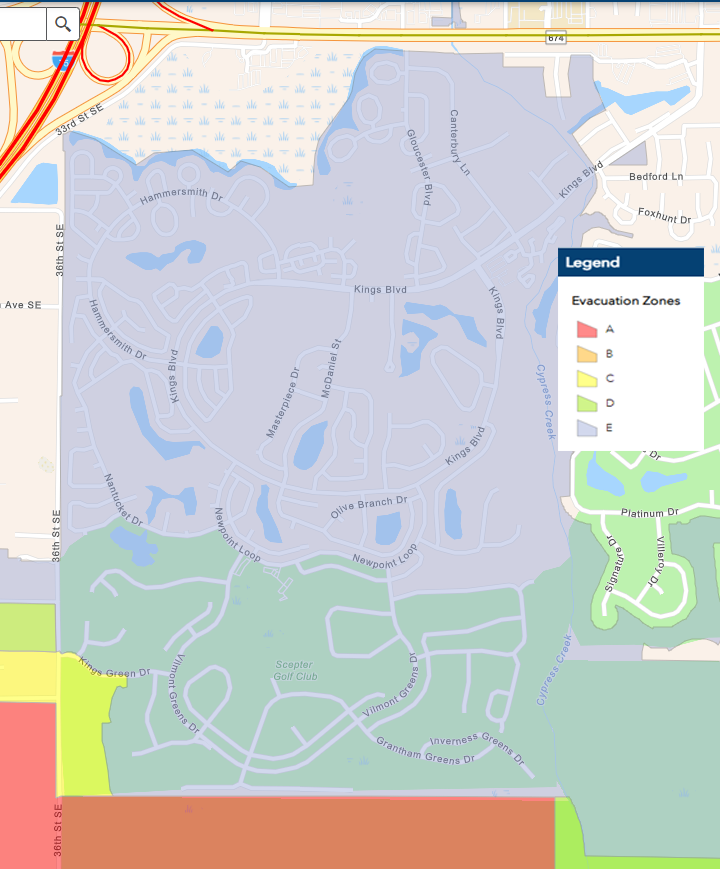 674
33rd St SE
Canterbury Ln
Gloucester Blvd
Kings Blvd
Bedford Ln
Hammersmith Dr
Foxhunt Dr
36th St SE
Legend
Evacuation Zones
A
B
C
D
E
Kings Blvd
Kings Blvd
Ave SE
Hammersmith Dr
Kings Blvd
McDaniel St
Masterpiece Dr
Cypress Creek
Kings Blvd
Dr
Nantucket Dr
Olive Branch Dr
Platinum Dr
36th St SE
Newpoint Loop
Newpoint Loop
Signature Dr
Villeroy Dr
Kings Green Dr
Vilmont Greens Dr
Scepter
Golf Club
Vilmont Greens Dr
Cypress Creek
Grantham Greens Dr
Inverness Greens Dr
36th St SE